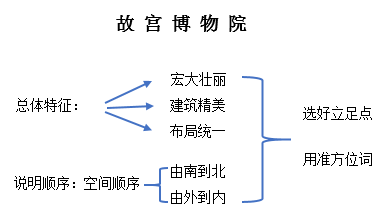 故宫博物院
宏大壮丽
总体特征：
建筑精美
布局统一
选好立足点
用准方位词
说明顺序：空间顺序
由南到北
由外到内